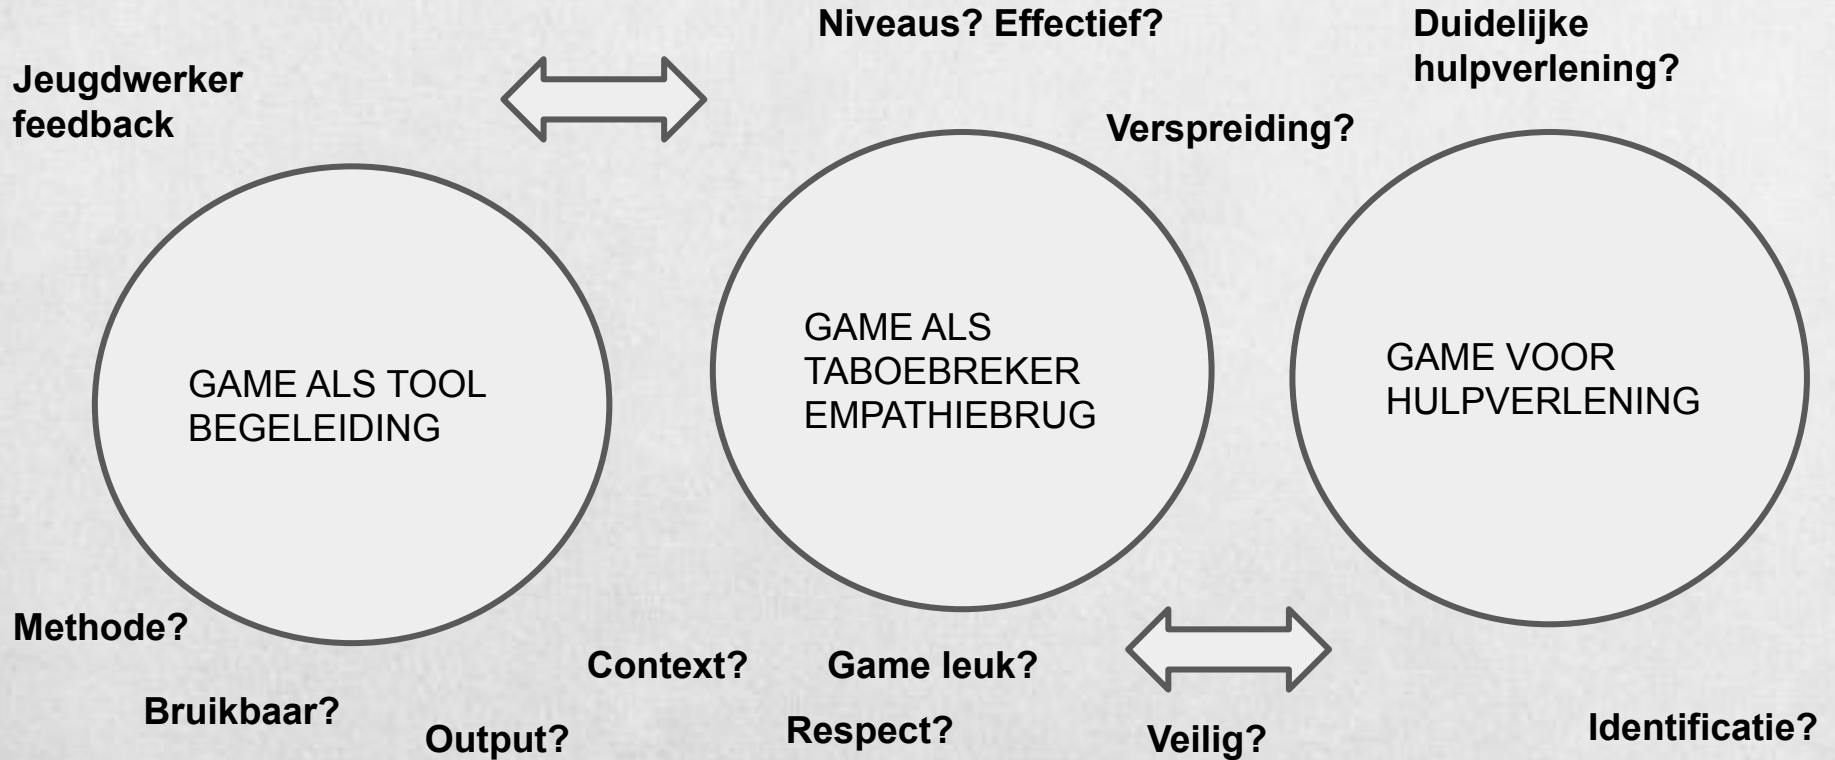 Niveaus? Effectief?
Duidelijke
hulpverlening?
Jeugdwerker
feedback
Verspreiding?
GAME ALS TOOL
BEGELEIDING
GAME ALS
TABOEBREKER
EMPATHIEBRUG
GAME VOOR
HULPVERLENING
Methode?
Context?
Game leuk?
Bruikbaar?
Output?
Respect?
Veilig?
Identificatie?